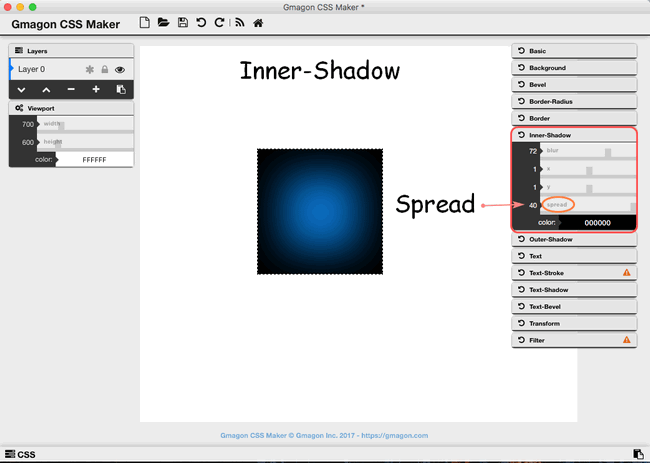 Gmagon CSS Maker *
Gmagon CSS Maker
Layers
Layer 0
Viewport
700 width
600 height
color: FFFFFF
Inner-Shadow
Spread
Basic
Background
Bevel
Border-Radius
Border
Inner-Shadow
72 blur
1 x
1 y
40 spread
color: 000000
Outer-Shadow
Text
Text-Stroke
Text-Shadow
Text-Bevel
Transform
Filter
Gmagon CSS Maker © Gmagon Inc. 2017 - https://gmagon.com
CSS